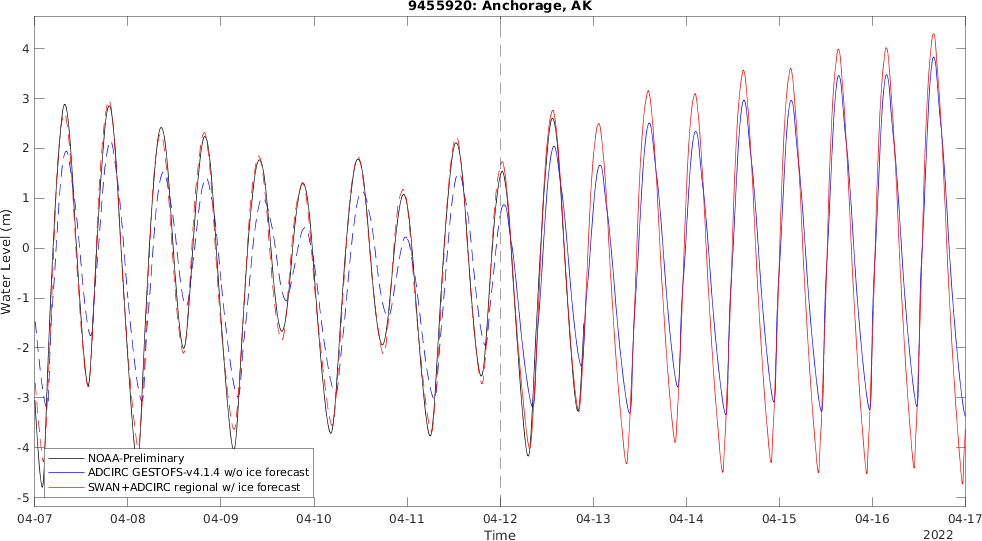 9455920: Anchorage, AK
4
3
2
1
0
-1
-2
-3
-4
-5
Water Level (m)
NOAA-Preliminary
ADCIRC GESTOFS-v4.1.4 w/o ice forecast
SWAN+ADCIRC regional w/ ice forecast
04-07 04-08 04-09 04-10 04-11 04-12 04-13 04-14 04-15 04-16 04-17
Time
2022